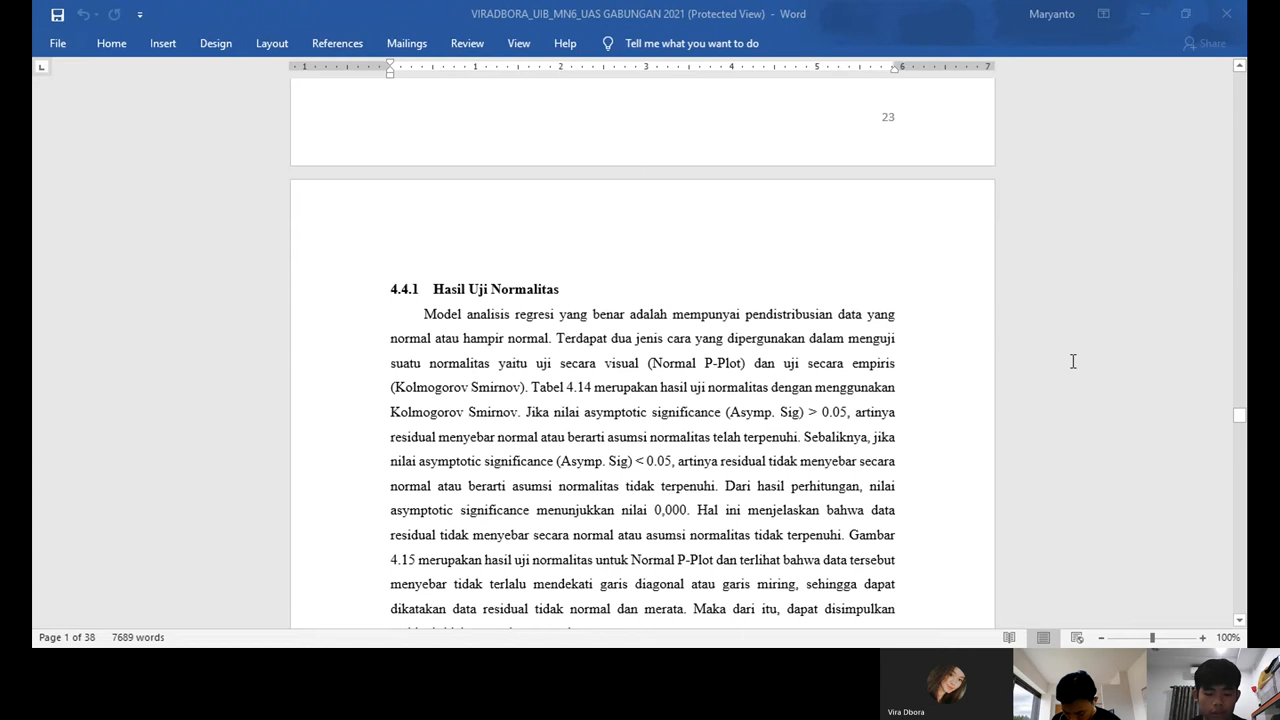 VIRADBORA_UIB_MN6_UAS GABUNGAN 2021 (Protected View) - Word
Maryanto
File Home Insert Design Layout References Mailings Review View Help Tell me what you want to do Share
1 1 2 3 4 5 6 7
23
4.4.1 Hasil Uji Normalitas
Model analisis regresi yang benar adalah mempunyai pendistribusian data yang
normal atau hampir normal. Terdapat dua jenis cara yang dipergunakan dalam menguji
suatu normalitas yaitu uji secara visual (Normal P-Plot) dan uji secara empiris
(Kolmogorov Smirnov). Tabel 4.14 merupakan hasil uji normalitas dengan menggunakan
Kolmogorov Smirnov. Jika nilai asymptotic significance (Asymp. Sig) > 0.05, artinya
residual menyebar normal atau berarti asumsi normalitas telah terpenuhi. Sebaliknya, jika
nilai asymptotic significance (Asymp. Sig) < 0.05, artinya residual tidak menyebar secara
normal atau berarti asumsi normalitas tidak terpenuhi. Dari hasil perhitungan, nilai
asymptotic significance menunjukkan nilai 0,000. Hal ini menjelaskan bahwa data
residual tidak menyebar secara normal atau asumsi normalitas tidak terpenuhi. Gambar
4.15 merupakan hasil uji normalitas untuk Normal P-Plot dan terlihat bahwa data tersebut
menyebar tidak terlalu mendekati garis diagonal atau garis miring, sehingga dapat
dikatakan data residual tidak normal dan merata. Maka dari itu, dapat disimpulkan
Page 1 of 38 7689 words 100%
Vira Dbora